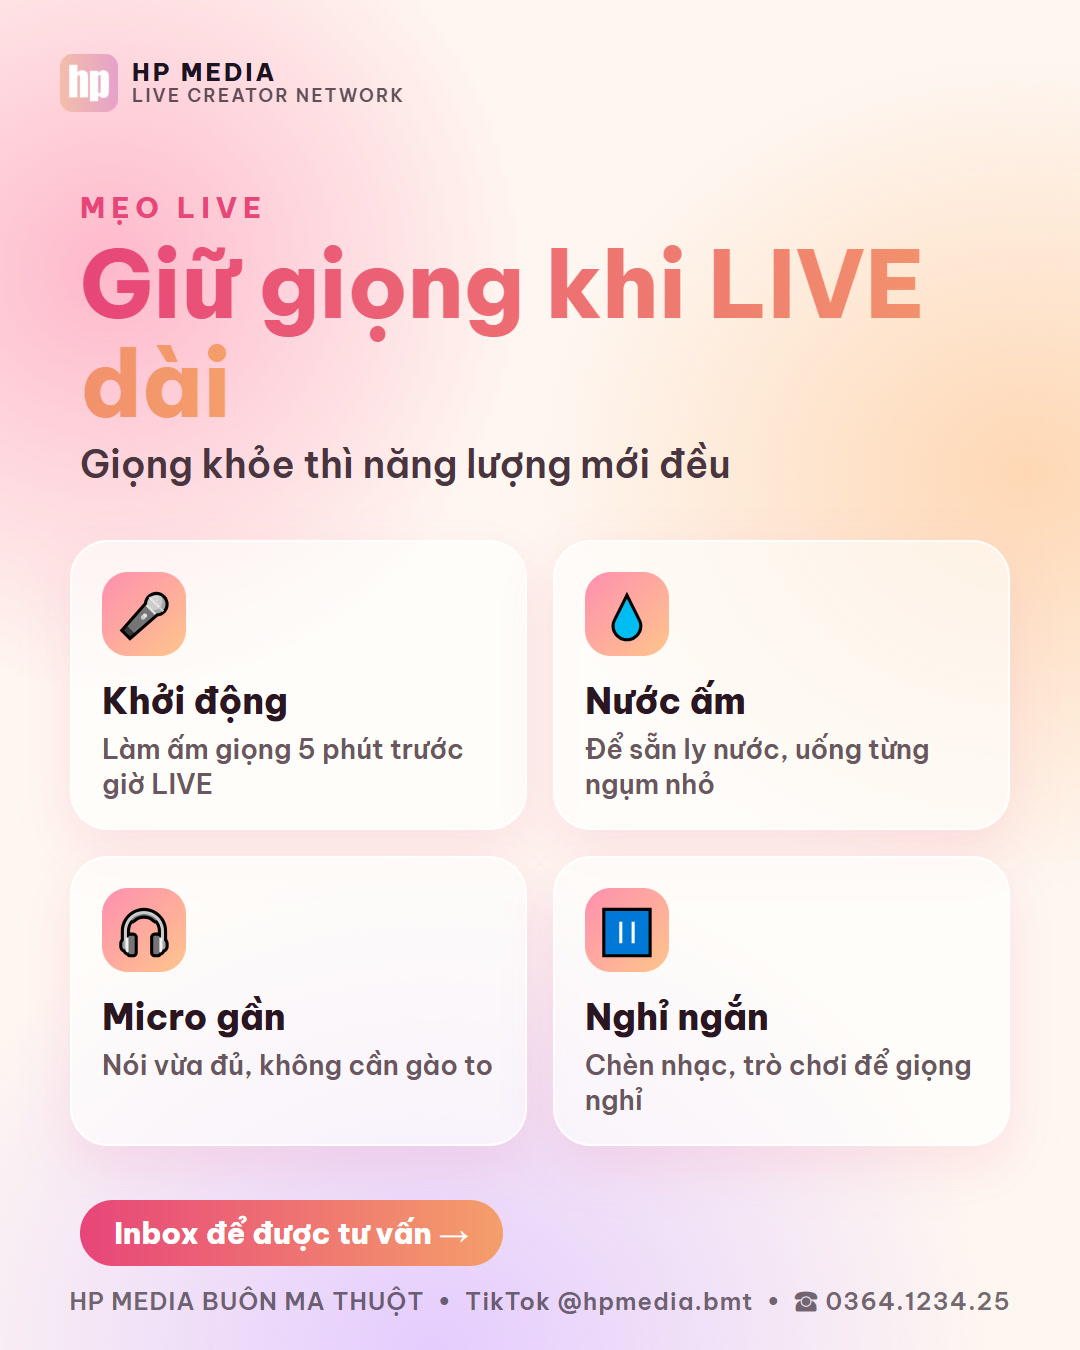 hp
HP MEDIA
LIVE CREATOR NETWORK
MẸO LIVE
Giữ giọng khi LIVE
dài
Giọng khỏe thì năng lượng mới đều
Khởi động
Làm ấm giọng 5 phút trước
giờ LIVE
Nước ấm
Để sẵn ly nước, uống từng
ngụm nhỏ
Micro gần
Nói vừa đủ, không cần gào to
Nghỉ ngắn
Chèn nhạc, trò chơi để giọng
nghỉ
Inbox để được tư vấn →
HP MEDIA BUÔN MA THUỘT • TikTok @hpmedia.bmt • ☎ 0364.1234.25